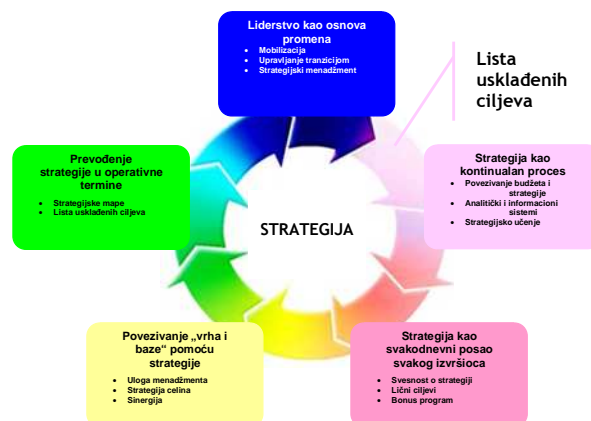 Liderstvo kao osnova
promena
• Mobilizacija
• Upravljanje tranzicijom
• Strategijski menadžment
Lista
usklađenih
ciljeva
Prevođenje
strategije u operativne
termine
• Strategijske mape
• Lista usklađenih ciljeva
Strategija kao
kontinualan proces
• Povezivanje budžeta i
strategije
• Analitički i informacioni
sistemi
• Strategijsko učenje
STRATEGIJA
Povezivanje „vrha i
baze“ pomoću
strategije
• Uloga menadžmenta
• Strategija celina
• Sinergija
Strategija kao
svakodnevni posao
svakog izvršioca
• Svesnost o strategiji
• Lični ciljevi
• Bonus program